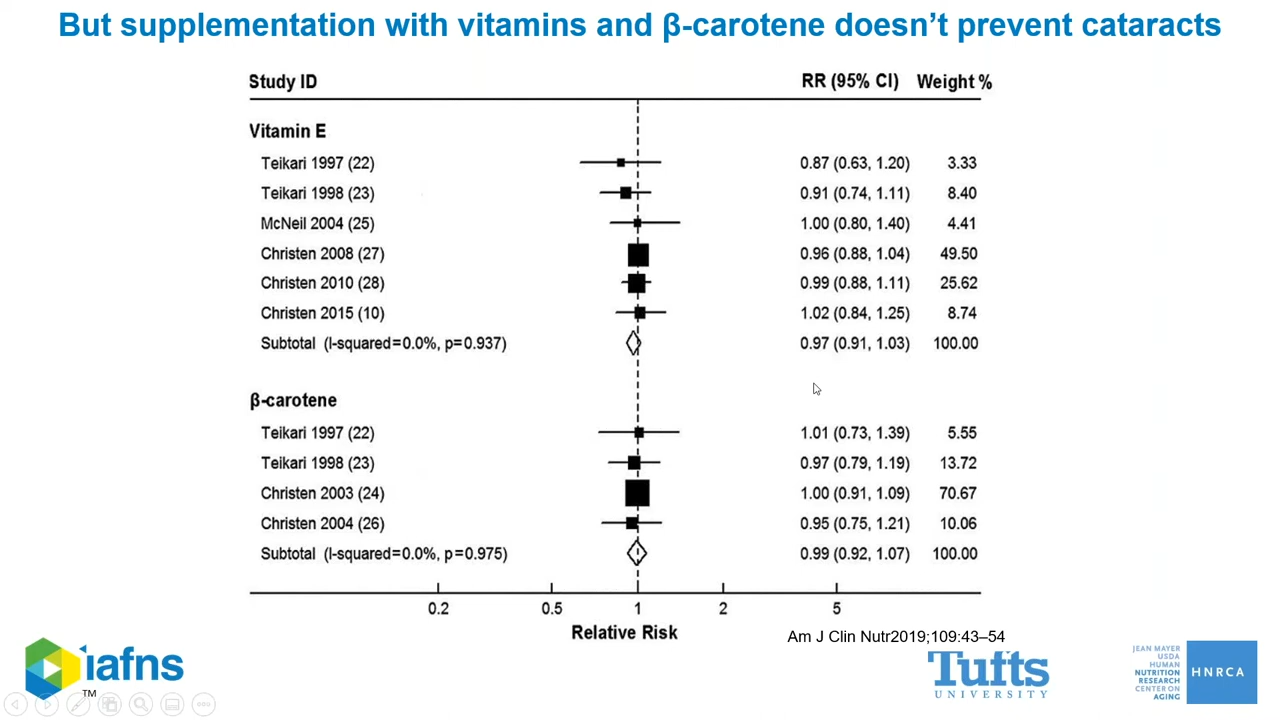 But supplementation with vitamins and β-carotene doesn’t prevent cataracts
Study ID RR (95% CI) Weight %
Vitamin E
Teikari 1997 (22) 0.87 (0.63, 1.20) 3.33
Teikari 1998 (23) 0.91 (0.74, 1.11) 8.40
McNeil 2004 (25) 1.00 (0.80, 1.40) 4.41
Christen 2008 (27) 0.96 (0.88, 1.04) 49.50
Christen 2010 (28) 0.99 (0.88, 1.11) 25.62
Christen 2015 (10) 1.02 (0.84, 1.25) 8.74
Subtotal (I-squared=0.0%, p=0.937) 0.97 (0.91, 1.03) 100.00
β-carotene
Teikari 1997 (22) 1.01 (0.73, 1.39) 5.55
Teikari 1998 (23) 0.97 (0.79, 1.19) 13.72
Christen 2003 (24) 1.00 (0.91, 1.09) 70.67
Christen 2004 (26) 0.95 (0.75, 1.21) 10.06
Subtotal (I-squared=0.0%, p=0.975) 0.99 (0.92, 1.07) 100.00
0.2 0.5 1 2 5
Relative Risk
Am J Clin Nutr2019;109:43–54
iafns
TM
Tufts
UNIVERSITY
JEAN MAYER
USDA
HUMAN
NUTRITION
RESEARCH
CENTER ON
AGING
HNRCA